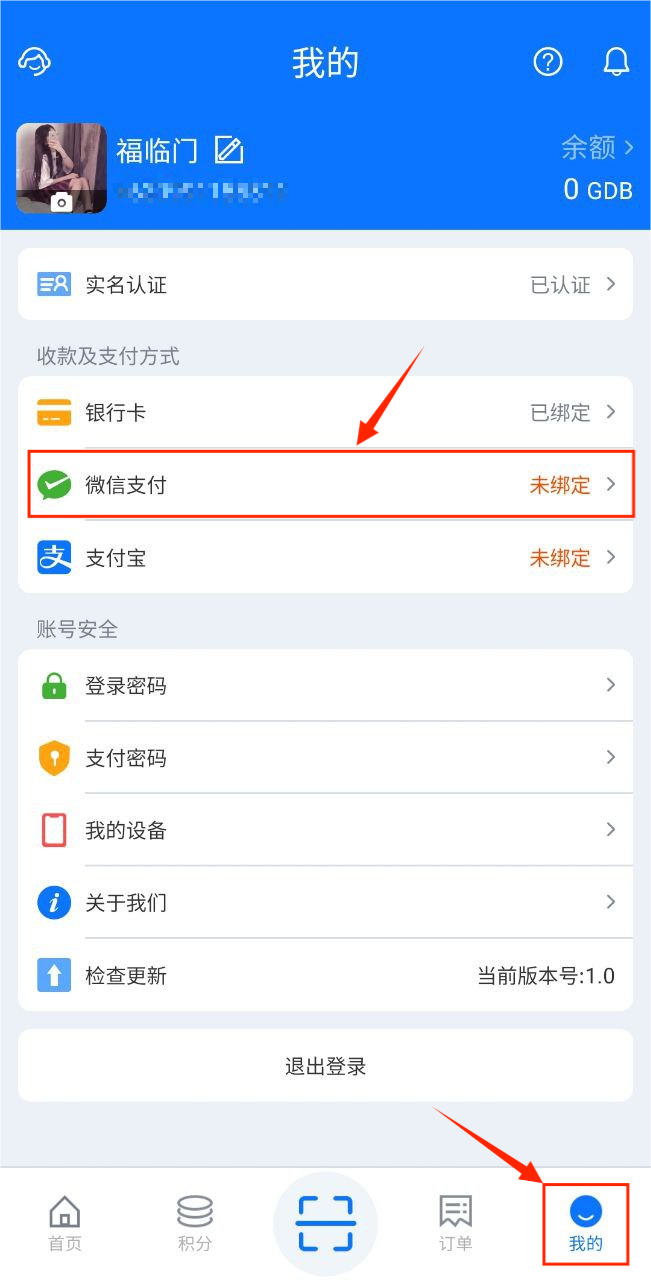 我的
福临门
余额
0 GDB
实名认证 已认证
收款及支付方式
银行卡 已绑定
微信支付 未绑定
支 支付宝 未绑定
账号安全
登录密码
支付密码
我的设备
关于我们
检查更新 当前版本号:1.0
退出登录
首页 积分 订单 我的